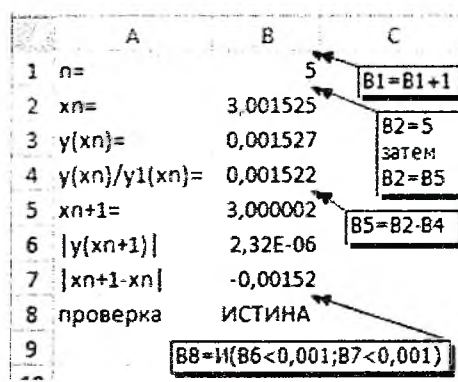 A B C
1 n= 5
B1=B1+1
2 xn= 3,001525
3 y(xn)= 0,001527
B2=5
затем
B2=B5
4 y(xn)/y1(xn)= 0,001522
5 xn+1= 3,000002
B5=B2-B4
6 |y(xn+1)| 2,32E-06
7 |xn+1-xn| -0,00152
8 проверка ИСТИНА
9
B8=И(B6<0,001;B7<0,001)